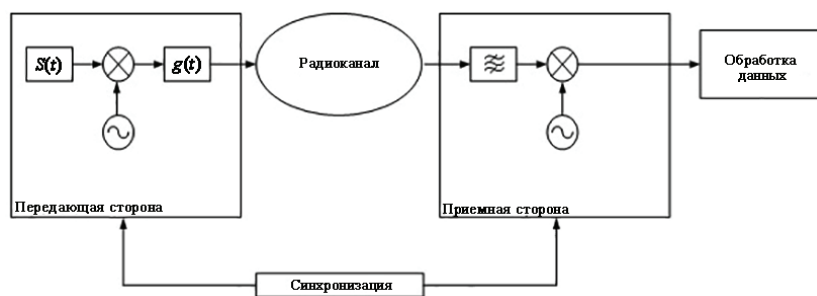 S(t)
g(t)
Радиоканал
Обработка
данных
Передающая сторона
Приемная сторона
Синхронизация